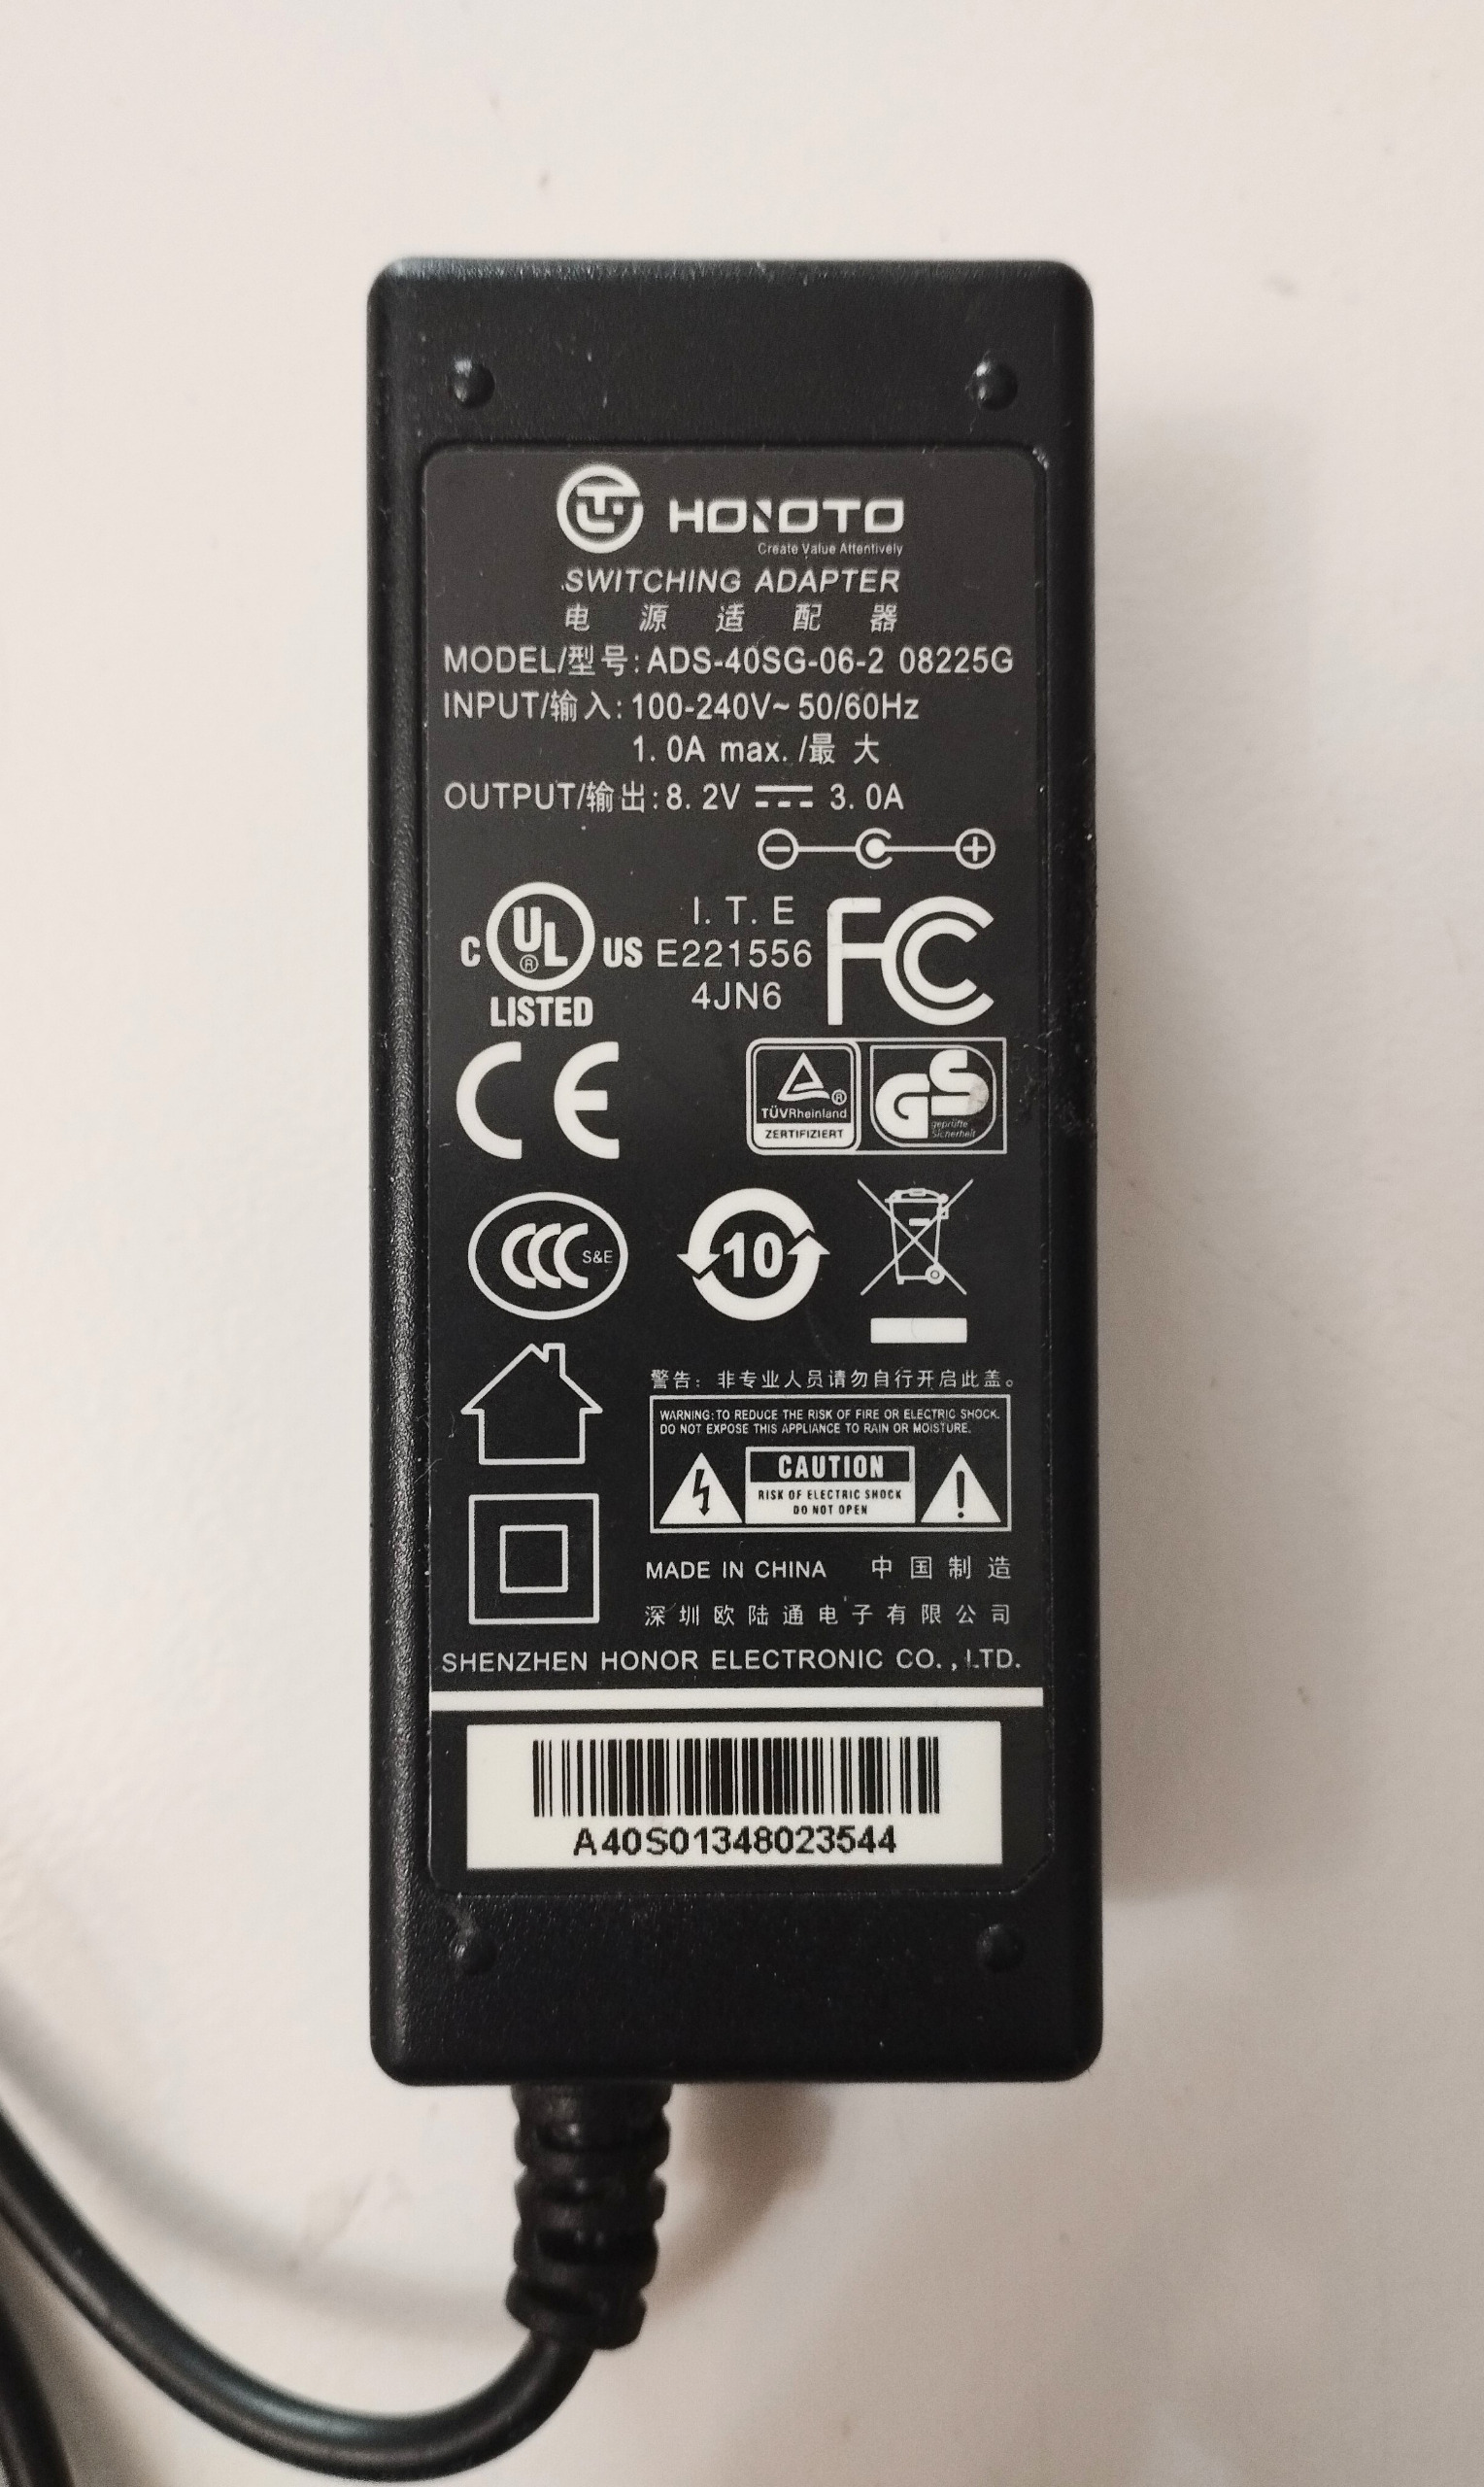 HONOTO
Create Value Attentively
SWITCHING ADAPTER
电源适配器
MODEL/型号: ADS-40SG-06-2 08225G
INPUT/输入: 100-240V~ 50/60Hz
1.0A max./最大
OUTPUT/输出: 8.2V ⎓ 3.0A
C UL ® US LISTED
I.T.E
E221556
4JN6
FC
CE
TÜVRheinland ®
ZERTIFIZIERT
GS
geprüfte
Sicherheit
CCC S&E
10
警告：非专业人员请勿自行开启此盖。
WARNING: TO REDUCE THE RISK OF FIRE OR ELECTRIC SHOCK.
DO NOT EXPOSE THIS APPLIANCE TO RAIN OR MOISTURE.
CAUTION
RISK OF ELECTRIC SHOCK
DO NOT OPEN
MADE IN CHINA 中国制造
深圳欧陆通电子有限公司
SHENZHEN HONOR ELECTRONIC CO., LTD.
A40S01348023544